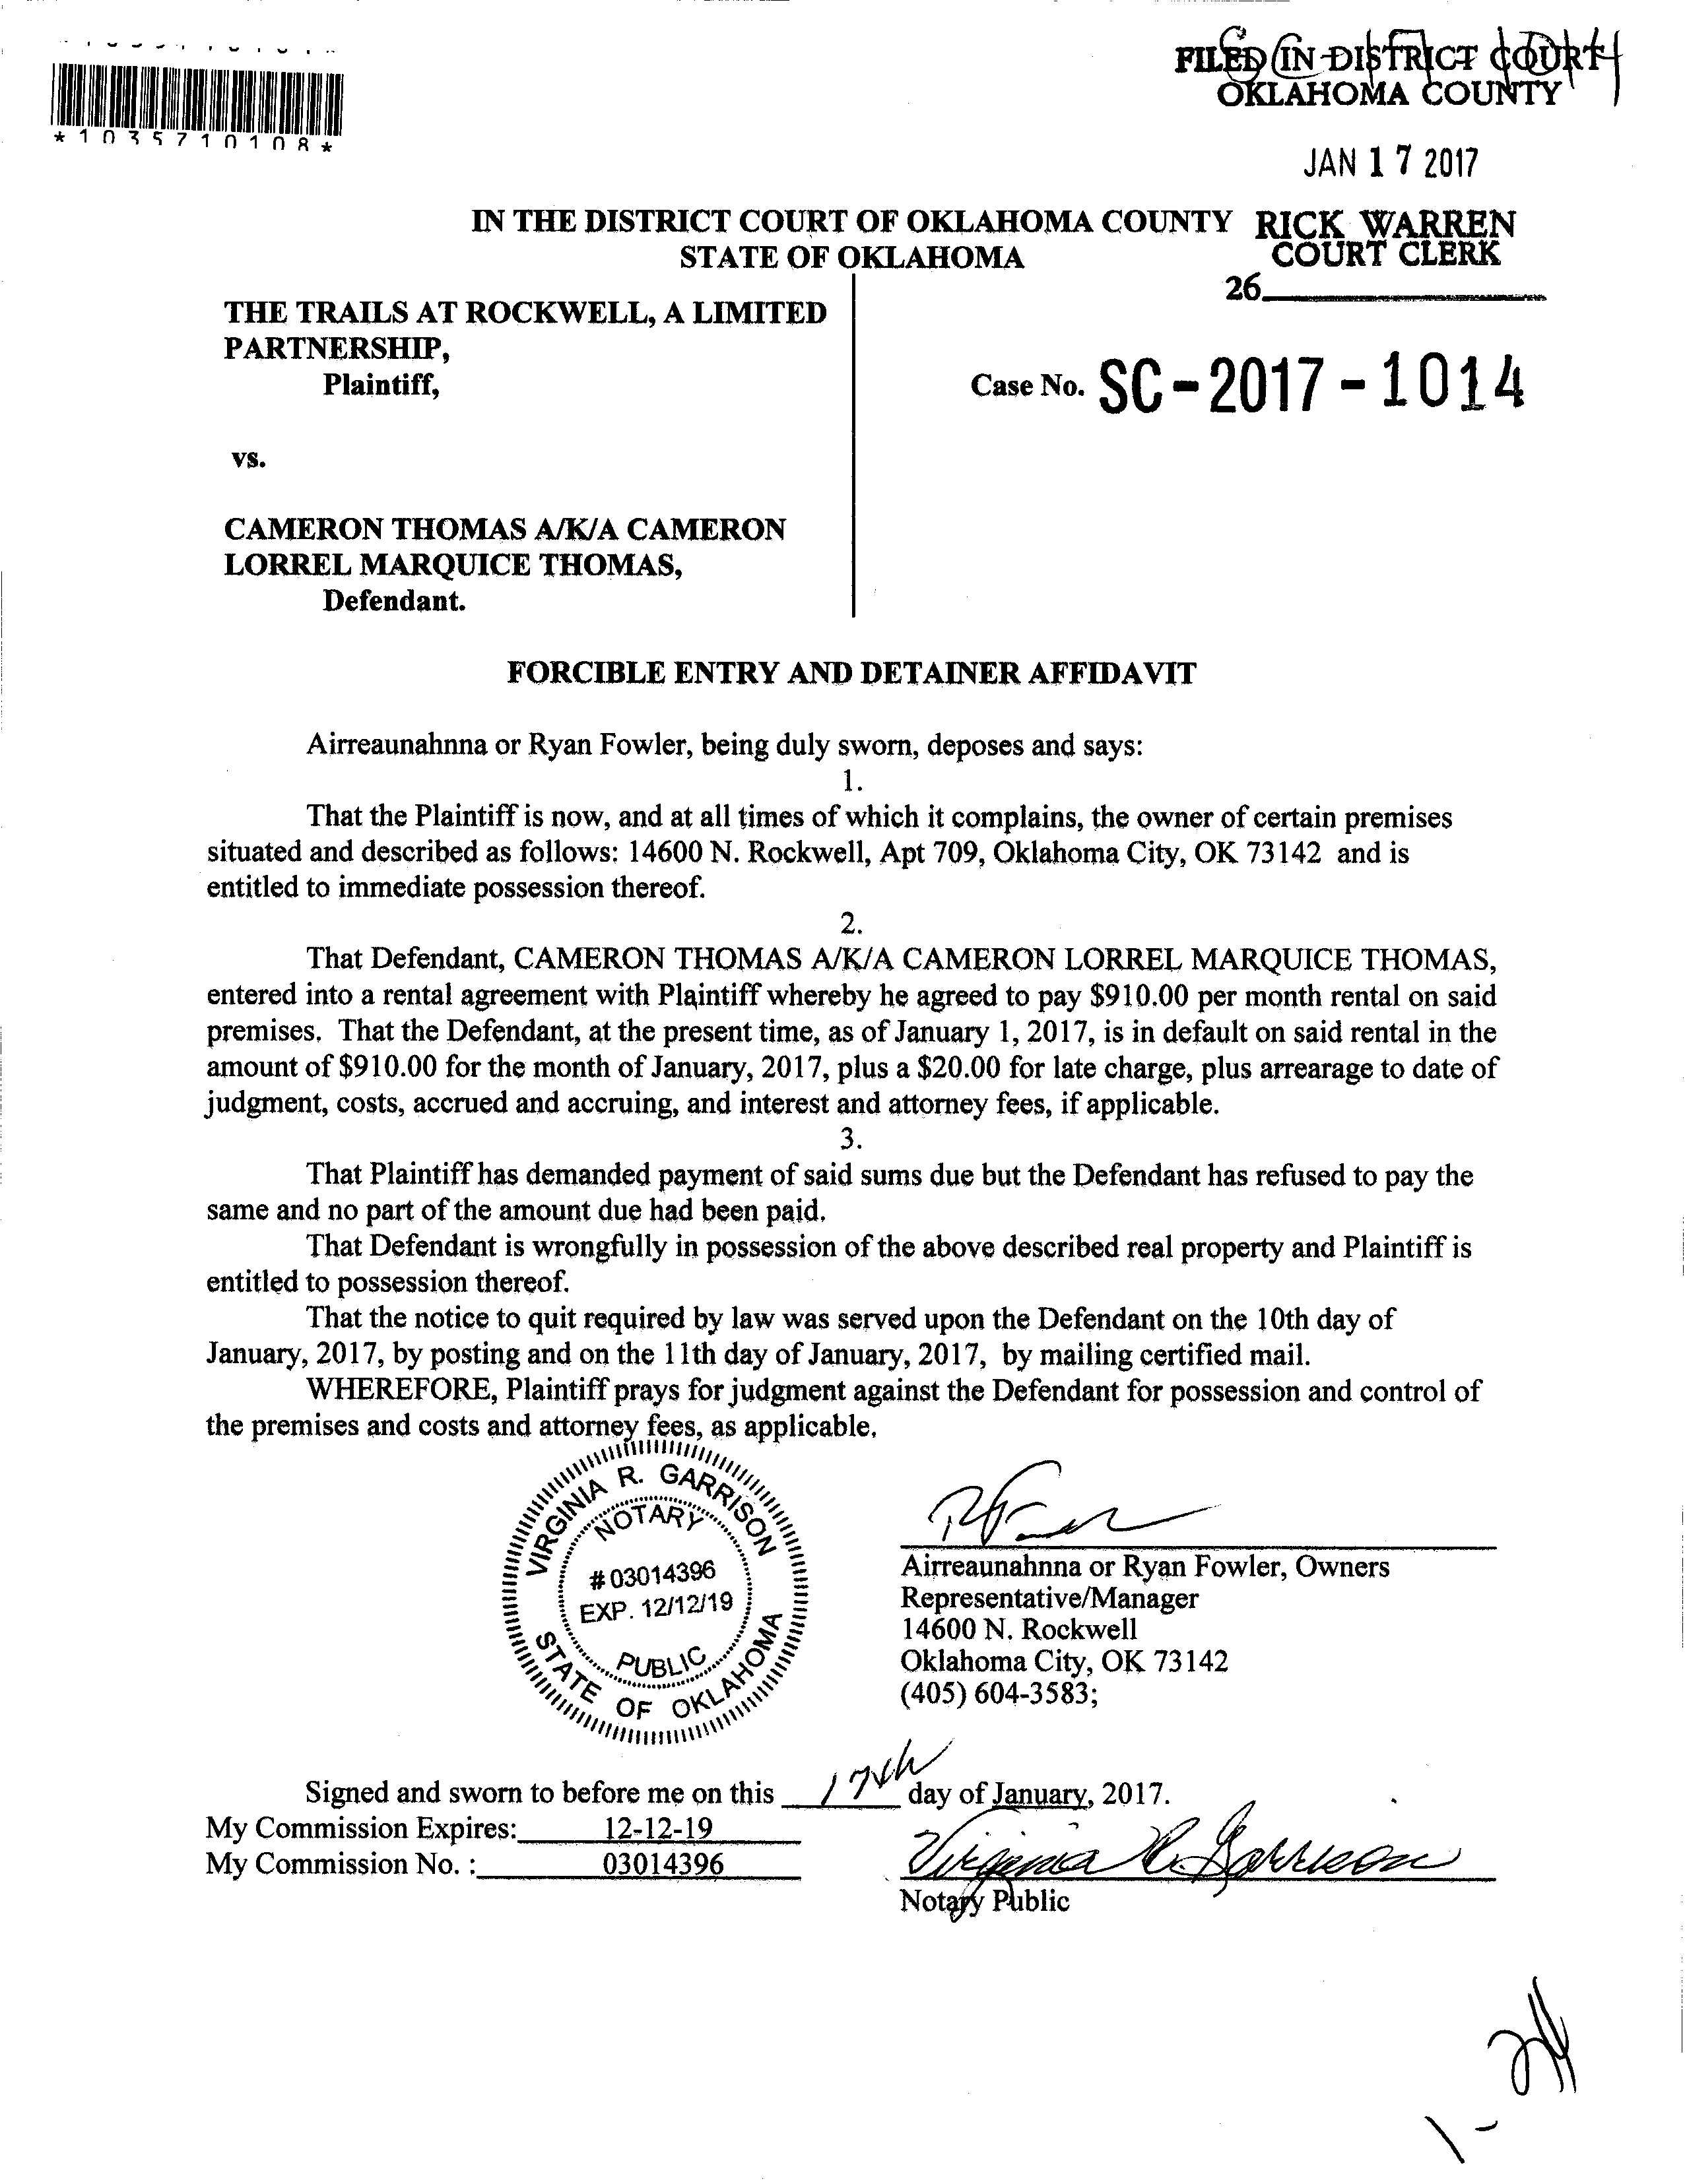 *1035710108*
FILED IN DISTRICT COURT
OKLAHOMA COUNTY
JAN 17 2017
IN THE DISTRICT COURT OF OKLAHOMA COUNTY
STATE OF OKLAHOMA
RICK WARREN
COURT CLERK
26
THE TRAILS AT ROCKWELL, A LIMITED
PARTNERSHIP,
Plaintiff,
Case No. SC-2017-1014
vs.
CAMERON THOMAS A/K/A CAMERON
LORREL MARQUICE THOMAS,
Defendant.
FORCIBLE ENTRY AND DETAINER AFFIDAVIT
Airreaunahnna or Ryan Fowler, being duly sworn, deposes and says:
1.
That the Plaintiff is now, and at all times of which it complains, the owner of certain premises
situated and described as follows: 14600 N. Rockwell, Apt 709, Oklahoma City, OK 73142 and is
entitled to immediate possession thereof.
2.
That Defendant, CAMERON THOMAS A/K/A CAMERON LORREL MARQUICE THOMAS,
entered into a rental agreement with Plaintiff whereby he agreed to pay $910.00 per month rental on said
premises. That the Defendant, at the present time, as of January 1, 2017, is in default on said rental in the
amount of $910.00 for the month of January, 2017, plus a $20.00 for late charge, plus arrearage to date of
judgment, costs, accrued and accruing, and interest and attorney fees, if applicable.
3.
That Plaintiff has demanded payment of said sums due but the Defendant has refused to pay the
same and no part of the amount due had been paid.
That Defendant is wrongfully in possession of the above described real property and Plaintiff is
entitled to possession thereof.
That the notice to quit required by law was served upon the Defendant on the 10th day of
January, 2017, by posting and on the 11th day of January, 2017, by mailing certified mail.
WHEREFORE, Plaintiff prays for judgment against the Defendant for possession and control of
the premises and costs and attorney fees, as applicable.
VIRGINIA R. GARRISON
NOTARY
#03014396
EXP. 12/12/19
PUBLIC
STATE OF OKLAHOMA
Airreaunahnna or Ryan Fowler, Owners
Representative/Manager
14600 N. Rockwell
Oklahoma City, OK 73142
(405) 604-3583;
Signed and sworn to before me on this 17th day of January, 2017.
My Commission Expires: 12-12-19
My Commission No. : 03014396
Virginia R. Garrison
Notary Public